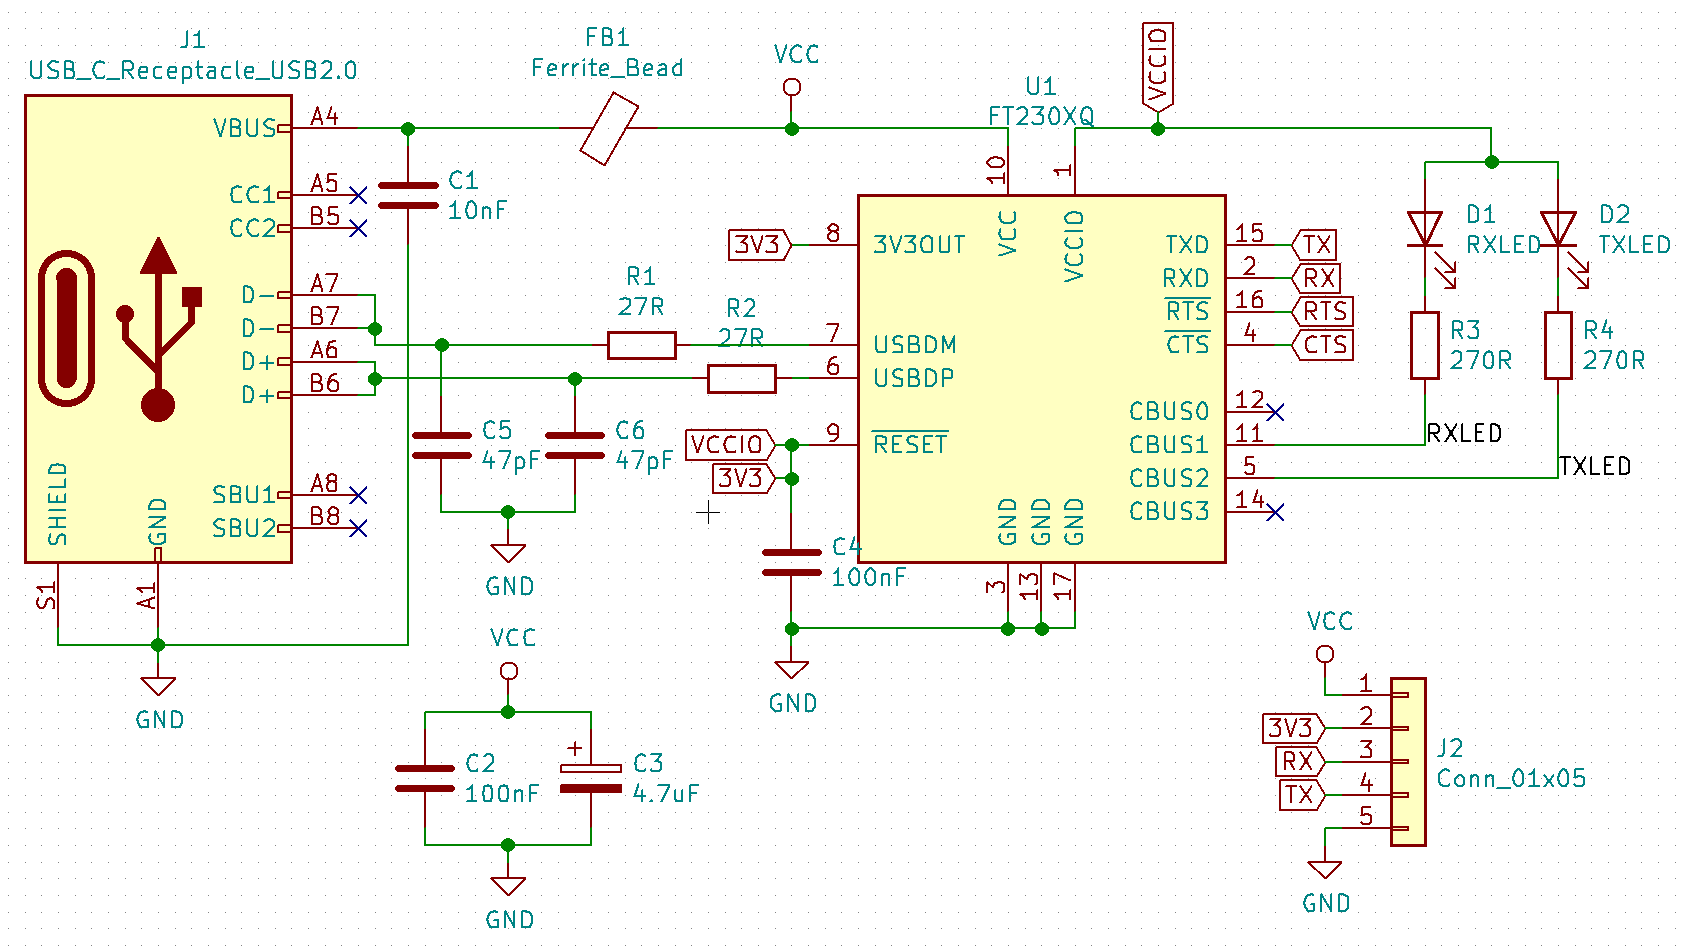 J1
USB_C_Receptacle_USB2.0
VBUS
A4
CC1
A5
CC2
B5
D-
A7
D-
B7
D+
A6
D+
B6
SBU1
A8
SBU2
B8
SHIELD
GND
S1
A1
GND
C1
10nF
FB1
Ferrite_Bead
VCC
R1
27R
R2
27R
C5
47pF
C6
47pF
GND
VCC
C2
100nF
+
C3
4.7uF
GND
U1
FT230XQ
VCCIO
10
1
VCC
VCCIO
3V3
8
3V3OUT
7
USBDM
6
USBDP
VCCIO
9
RESET
3V3
C4
100nF
GND
GND
GND
GND
3
13
17
TXD
15
TX
RXD
2
RX
RTS
16
RTS
CTS
4
CTS
CBUS0
12
CBUS1
11
CBUS2
5
CBUS3
14
D1
RXLED
D2
TXLED
R3
270R
R4
270R
RXLED
TXLED
VCC
1
3V3
2
RX
3
TX
4
5
J2
Conn_01x05
GND